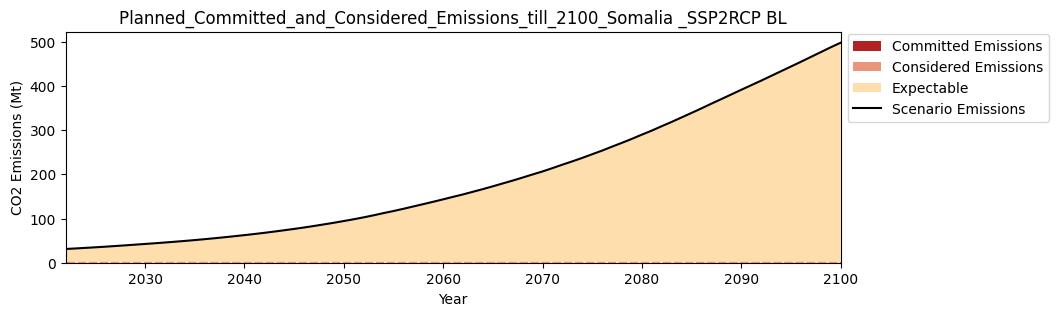 Planned_Committed_and_Considered_Emissions_till_2100_Somalia _SSP2RCP BL
500
400
300
200
100
0
CO2 Emissions (Mt)
2030 2040 2050 2060 2070 2080 2090 2100
Year
Committed Emissions
Considered Emissions
Expectable
Scenario Emissions